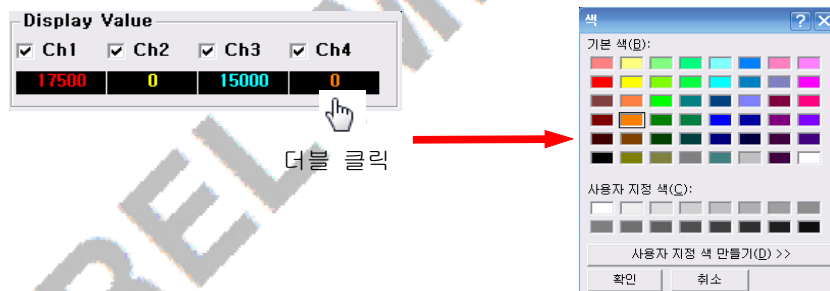 Display Value
Ch1 Ch2 Ch3 Ch4
17500 0 15000 0
더블 클릭
색
기본 색(B):
사용자 지정 색(C):
사용자 지정 색 만들기(D) >>
확인 취소